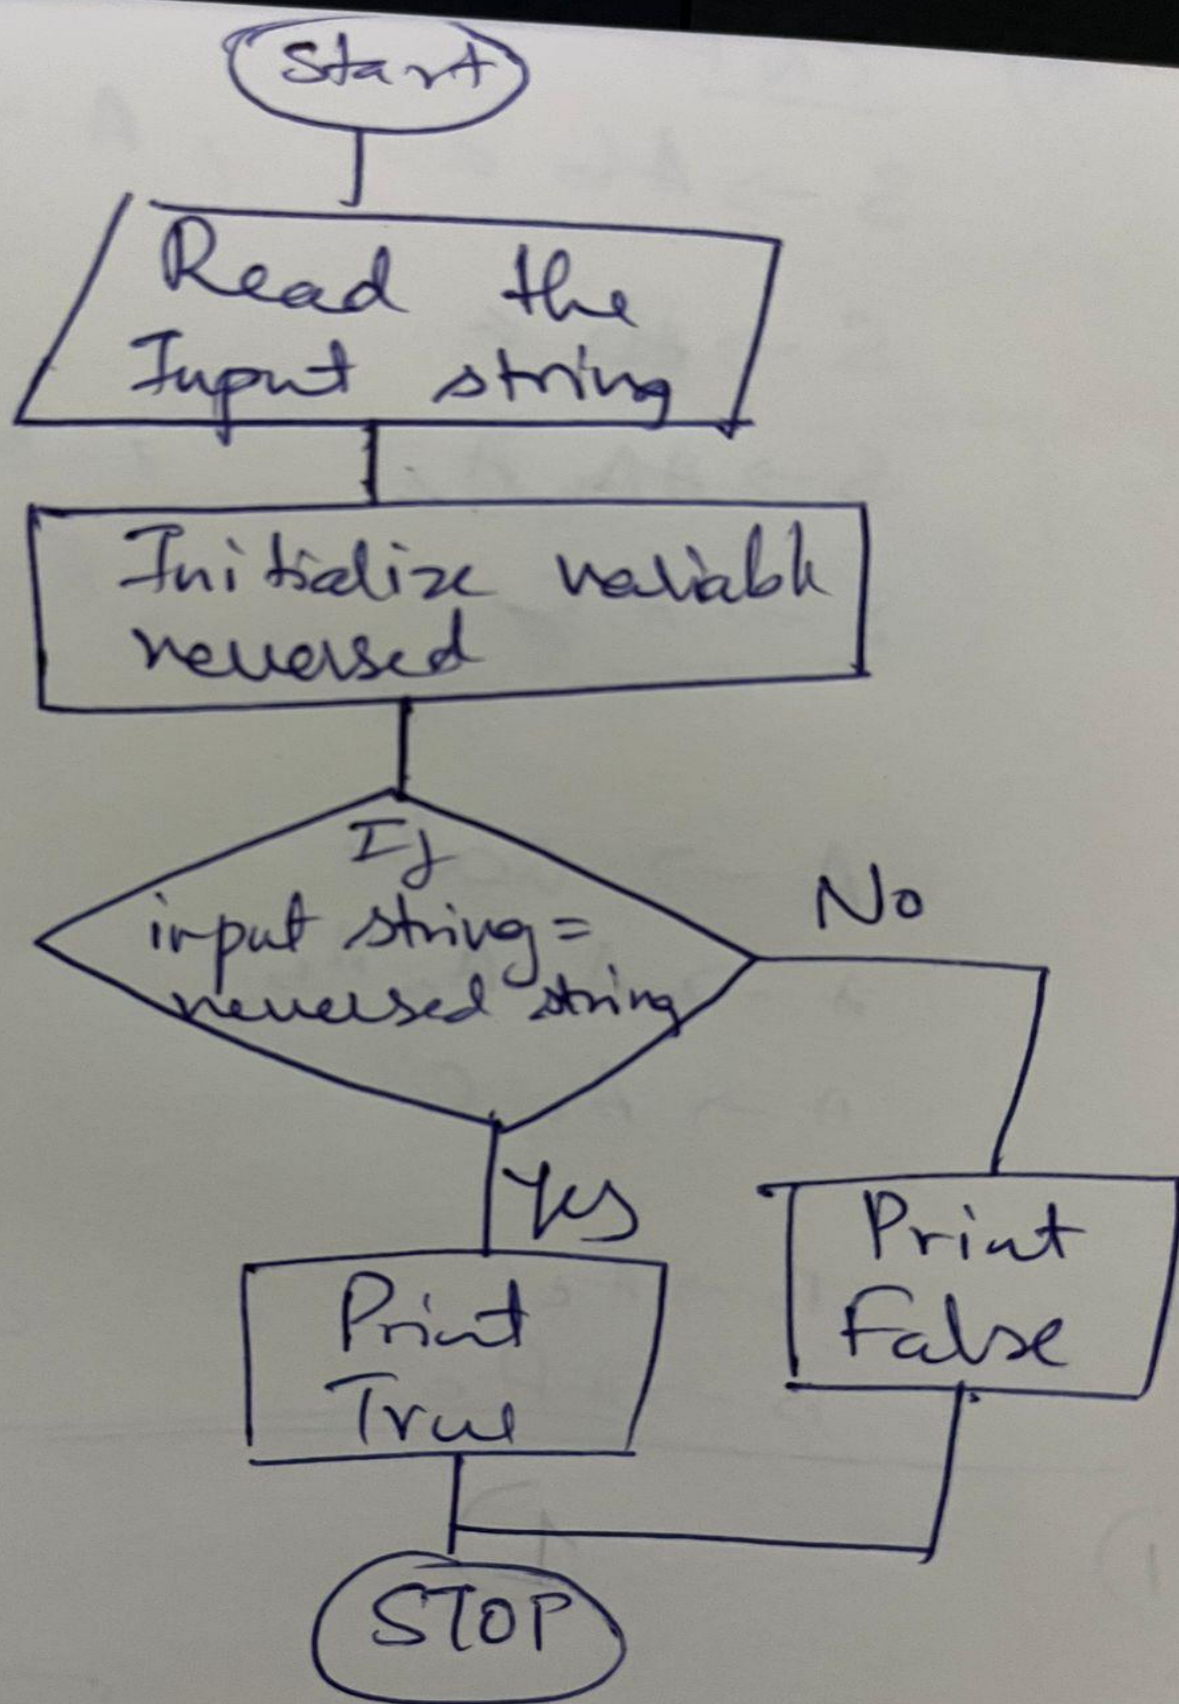 Start
Read the
Input string
Initialize variable
reversed
If
input string =
reversed string
No
Yes
Print
True
Print
False
STOP